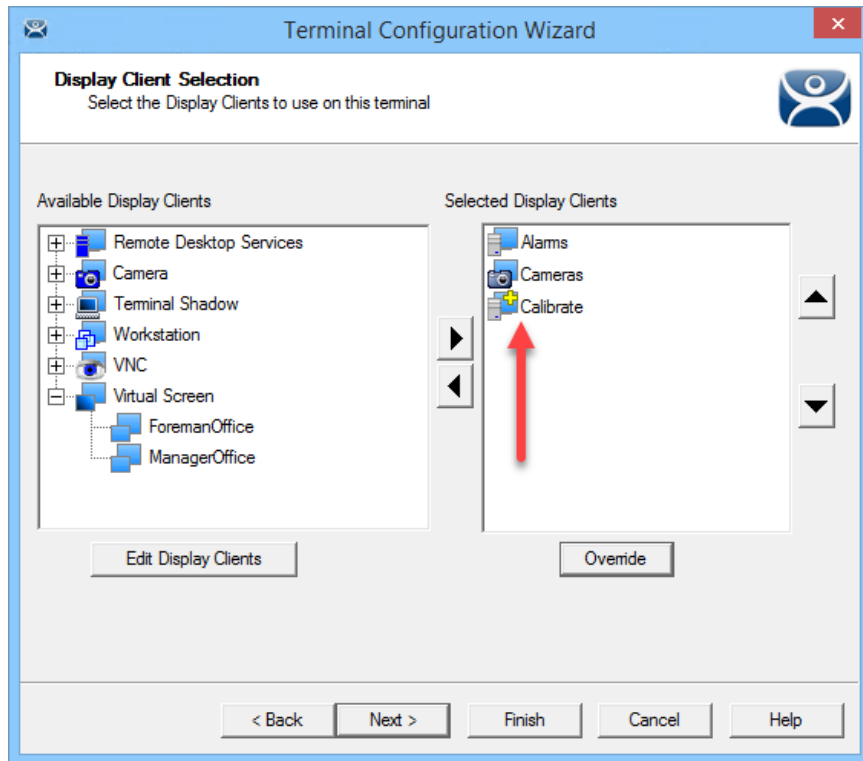 Terminal Configuration Wizard
Display Client Selection
Select the Display Clients to use on this terminal
Available Display Clients
Selected Display Clients
Remote Desktop Services
Camera
Terminal Shadow
Workstation
VNC
Virtual Screen
ForemanOffice
ManagerOffice
Alarms
Cameras
Calibrate
Edit Display Clients
Override
< Back
Next >
Finish
Cancel
Help